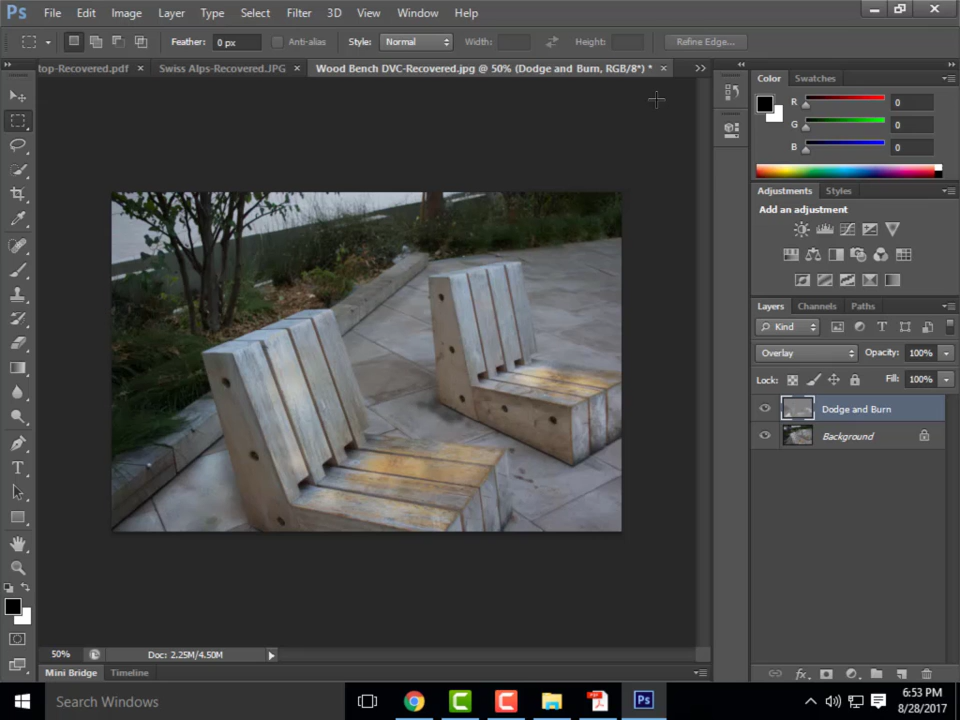 Ps File Edit Image Layer Type Select Filter 3D View Window Help
Feather: 0 px Anti-alias Style: Normal Width: Height: Refine Edge...
top-Recovered.pdf × Swiss Alps-Recovered.JPG × Wood Bench DVC-Recovered.jpg @ 50% (Dodge and Burn, RGB/8*) * ×
Color Swatches
R 0
G 0
B 0
Adjustments Styles
Add an adjustment
Layers Channels Paths
Kind T
Overlay Opacity: 100%
Lock: Fill: 100%
Dodge and Burn
Background
T
50% Doc: 2.25M/4.50M
fx.
Mini Bridge Timeline
Search Windows
C C Ps
6:53 PM
8/28/2017